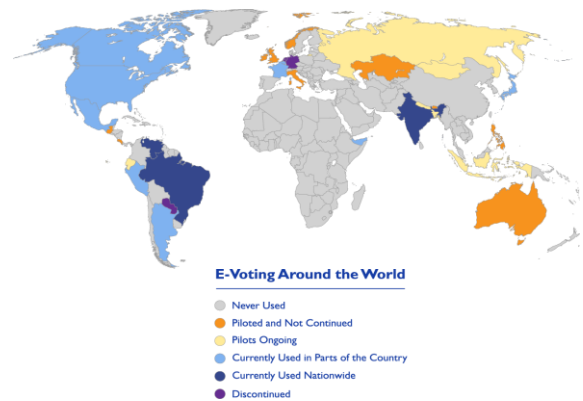 E-Voting Around the World
Never Used
Piloted and Not Continued
Pilots Ongoing
Currently Used in Parts of the Country
Currently Used Nationwide
Discontinued